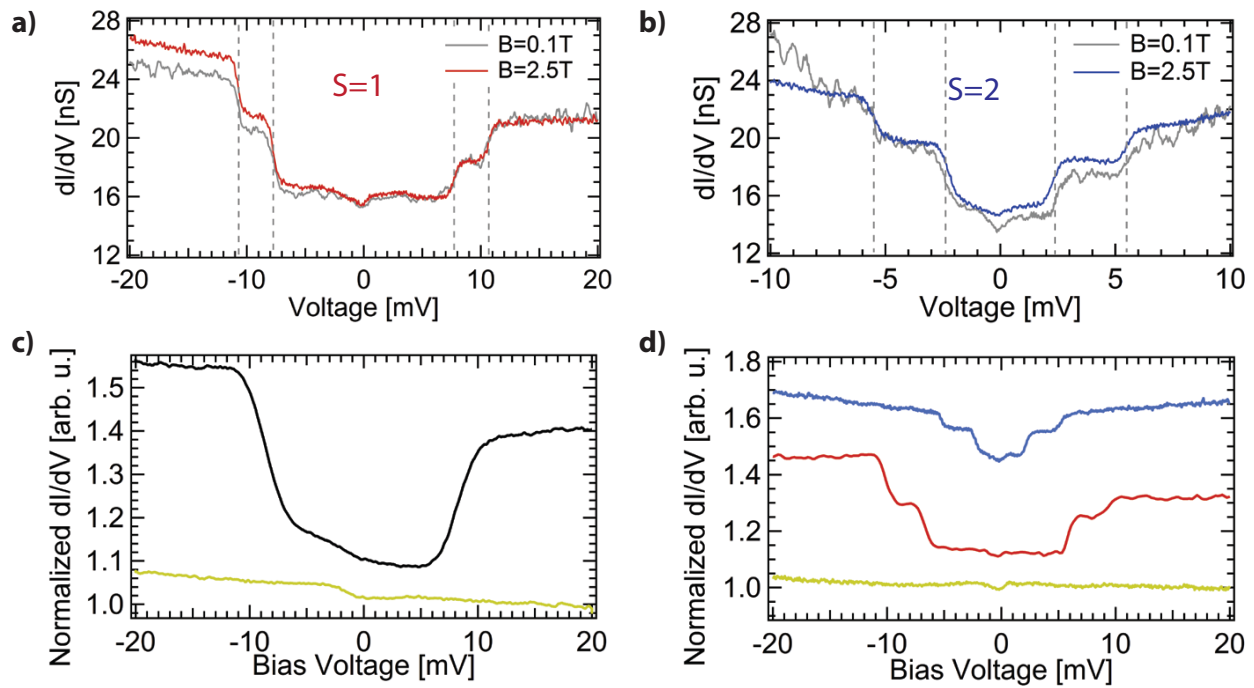 a)
28
24
20
16
12
dI/dV [nS]
B=0.1T
B=2.5T
S=1
-20
-10
0
10
20
Voltage [mV]
b)
28
24
20
16
12
dI/dV [nS]
B=0.1T
B=2.5T
S=2
-10
-5
0
5
10
Voltage [mV]
c)
1.5
1.4
1.3
1.2
1.1
1.0
Normalized dI/dV [arb. u.]
-20
-10
0
10
20
Bias Voltage [mV]
d)
1.8
1.6
1.4
1.2
1.0
Normalized dI/dV [arb. u.]
-20
-10
0
10
20
Bias Voltage [mV]